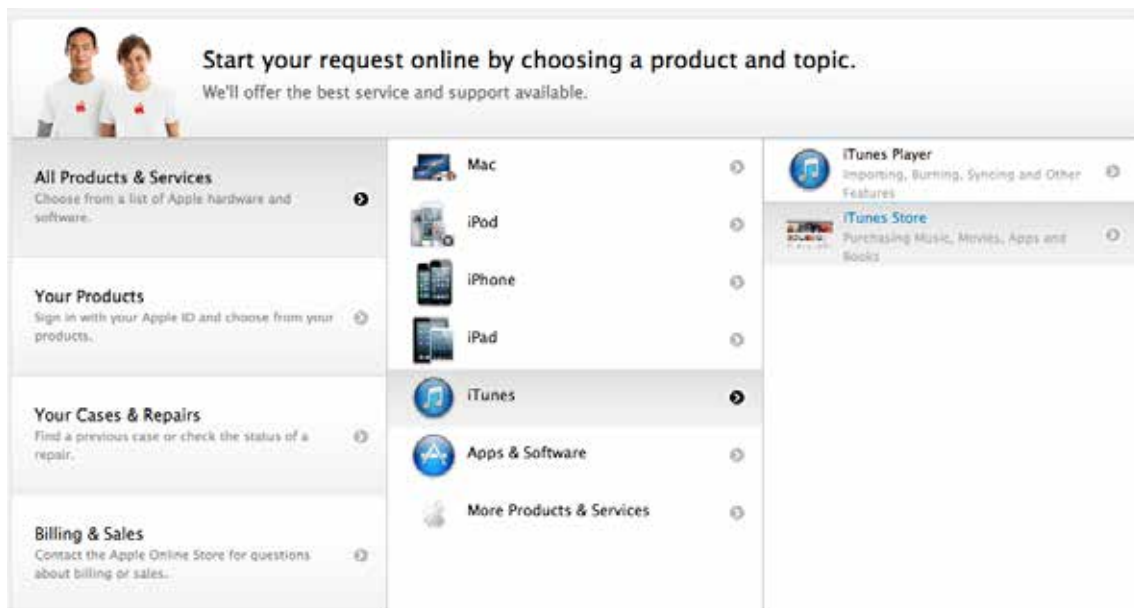 Start your request online by choosing a product and topic.
We'll offer the best service and support available.
All Products & Services
Choose from a list of Apple hardware and
software.
Your Products
Sign in with your Apple ID and choose from your
products.
Your Cases & Repairs
Find a previous case or check the status of a
repair.
Billing & Sales
Contact the Apple Online Store for questions
about billing or sales.
Mac
iPod
iPhone
iPad
iTunes
Apps & Software
More Products & Services
iTunes Player
Importing, Burning, Syncing and Other
Features
iTunes Store
Purchasing Music, Movies, Apps and
Books